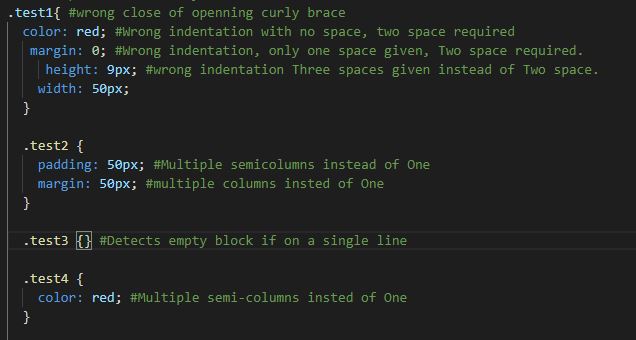 .test1{ #wrong close of openning curly brace
color: red; #Wrong indentation with no space, two space required
margin: 0; #Wrong indentation, only one space given, Two space required.
height: 9px; #wrong indentation Three spaces given instead of Two space.
width: 50px;
}
.test2 {
padding: 50px; #Multiple semicolumns instead of One
margin: 50px; #multiple columns insted of One
}
.test3 {} #Detects empty block if on a single line
.test4 {
color: red; #Multiple semi-columns insted of One
}